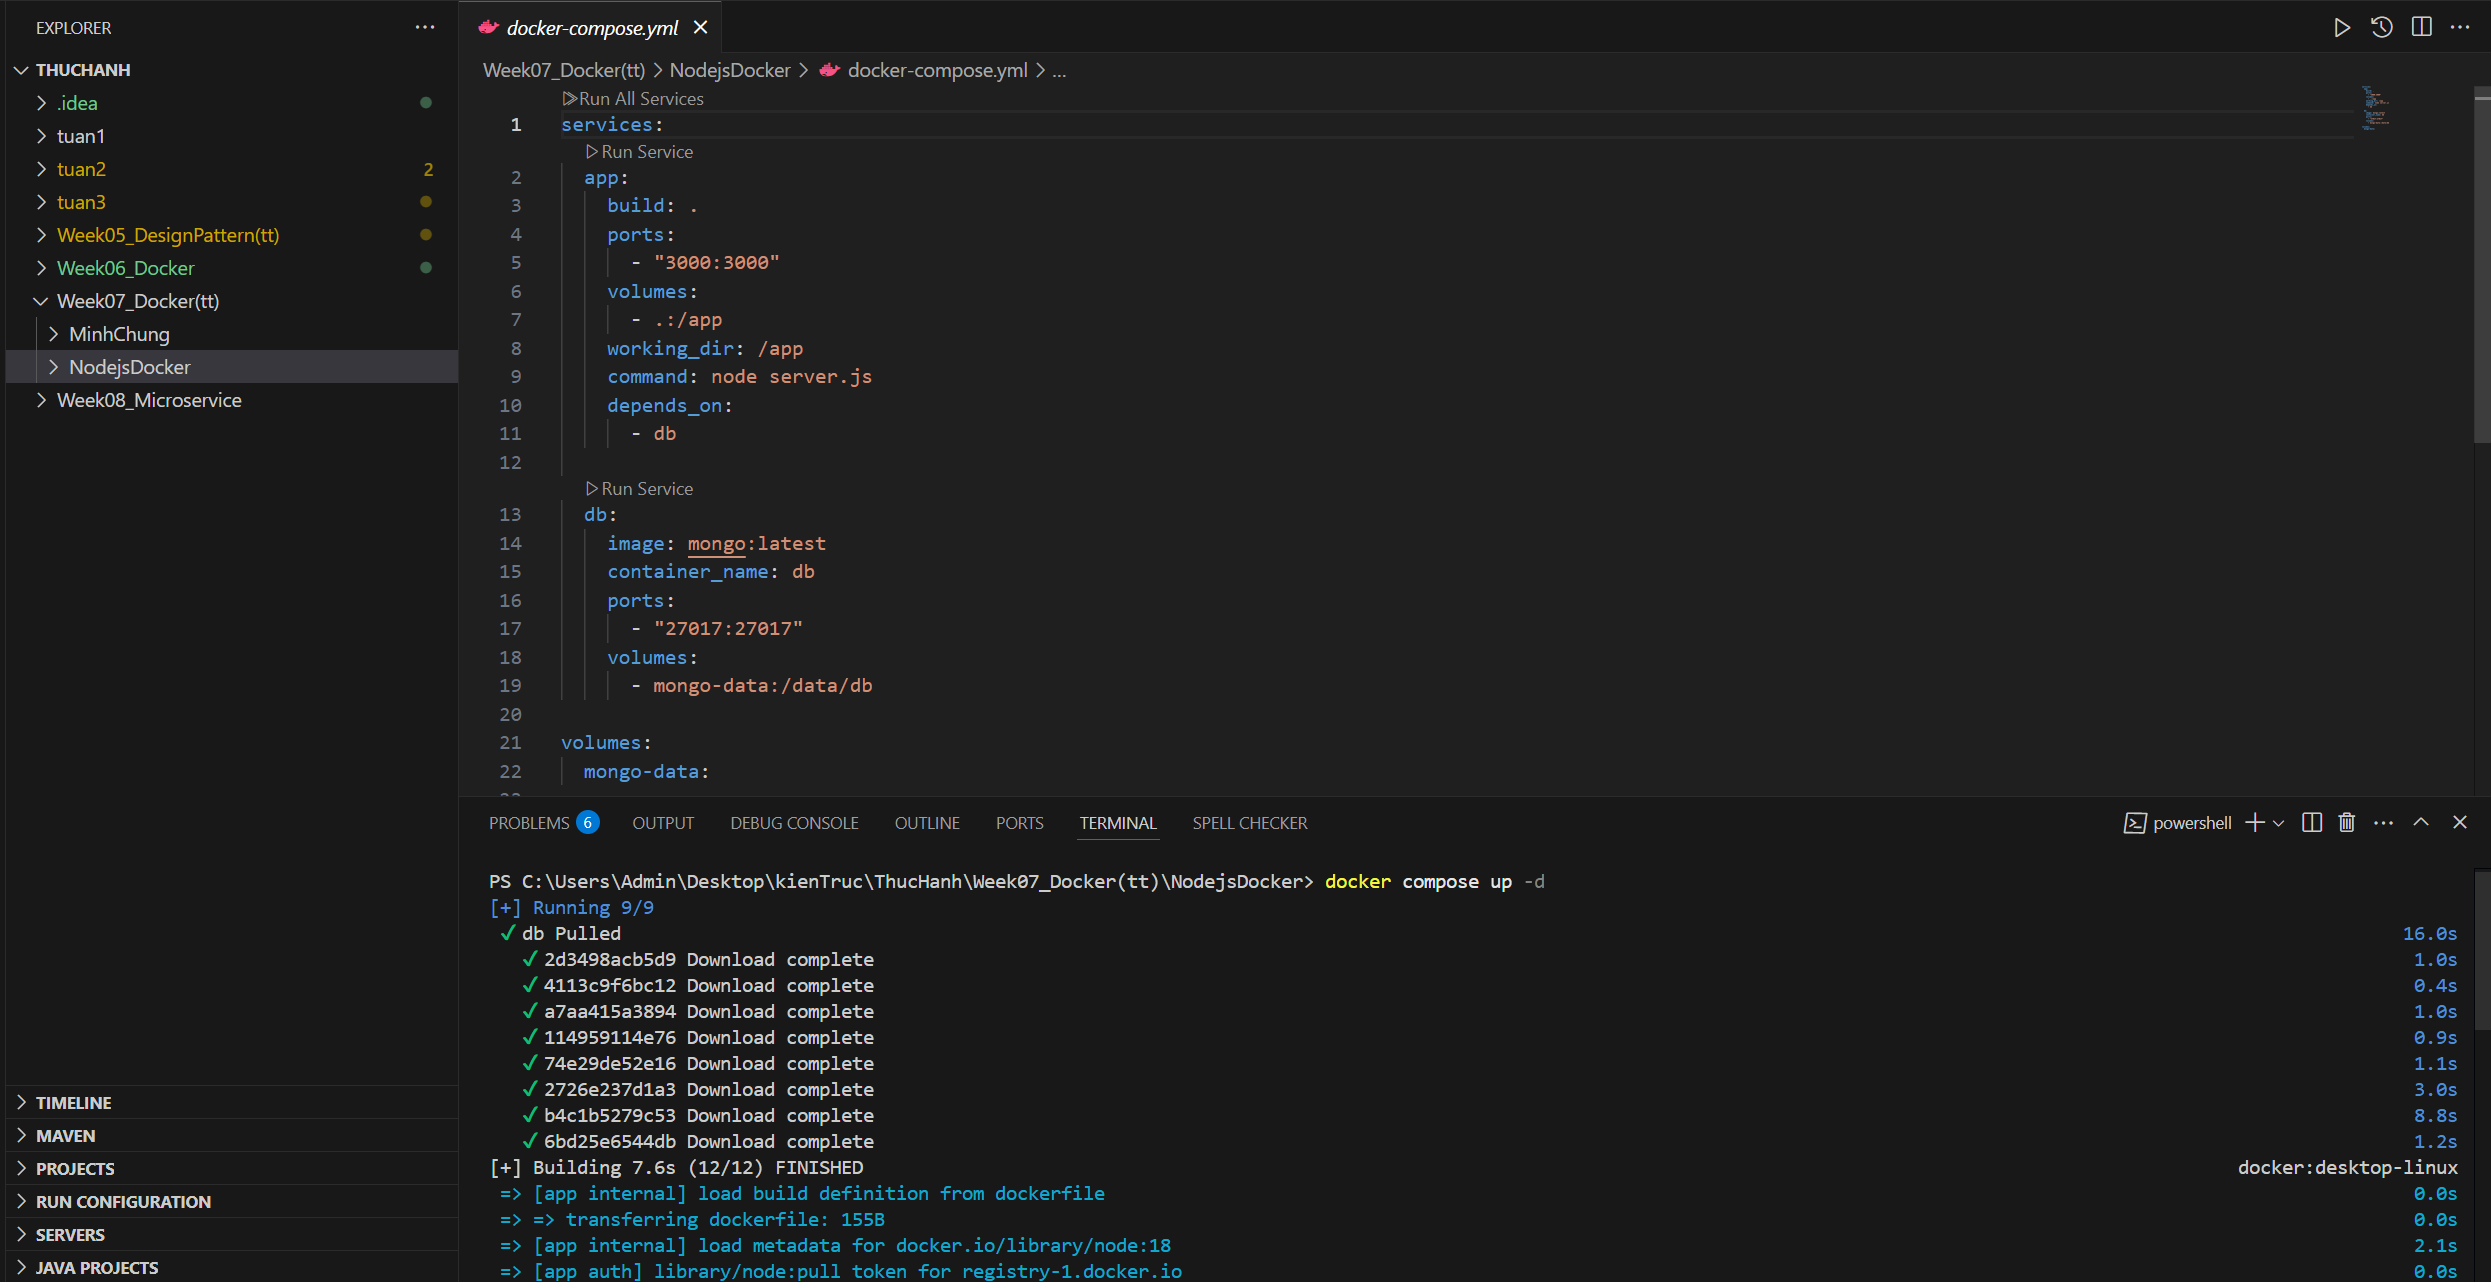 EXPLORER
THUCHANH
.idea
tuan1
tuan2 2
tuan3
Week05_DesignPattern(tt)
Week06_Docker
Week07_Docker(tt)
MinhChung
NodejsDocker
Week08_Microservice
TIMELINE
MAVEN
PROJECTS
RUN CONFIGURATION
SERVERS
JAVA PROJECTS
docker-compose.yml
Week07_Docker(tt) > NodejsDocker > docker-compose.yml > ...
Run All Services
1 services:
Run Service
2 app:
3 build: .
4 ports:
5 - "3000:3000"
6 volumes:
7 - .:/app
8 working_dir: /app
9 command: node server.js
10 depends_on:
11 - db
12
Run Service
13 db:
14 image: mongo:latest
15 container_name: db
16 ports:
17 - "27017:27017"
18 volumes:
19 - mongo-data:/data/db
20
21 volumes:
22 mongo-data:
PROBLEMS 6 OUTPUT DEBUG CONSOLE OUTLINE PORTS TERMINAL SPELL CHECKER powershell
PS C:\Users\Admin\Desktop\kienTruc\ThucHanh\Week07_Docker(tt)\NodejsDocker> docker compose up -d
[+] Running 9/9
✓ db Pulled 16.0s
✓ 2d3498acb5d9 Download complete 1.0s
✓ 4113c9f6bc12 Download complete 0.4s
✓ a7aa415a3894 Download complete 1.0s
✓ 114959114e76 Download complete 0.9s
✓ 74e29de52e16 Download complete 1.1s
✓ 2726e237d1a3 Download complete 3.0s
✓ b4c1b5279c53 Download complete 8.8s
✓ 6bd25e6544db Download complete 1.2s
[+] Building 7.6s (12/12) FINISHED docker:desktop-linux
=> [app internal] load build definition from dockerfile 0.0s
=> => transferring dockerfile: 155B 0.0s
=> [app internal] load metadata for docker.io/library/node:18 2.1s
=> [app auth] library/node:pull token for registry-1.docker.io 0.0s